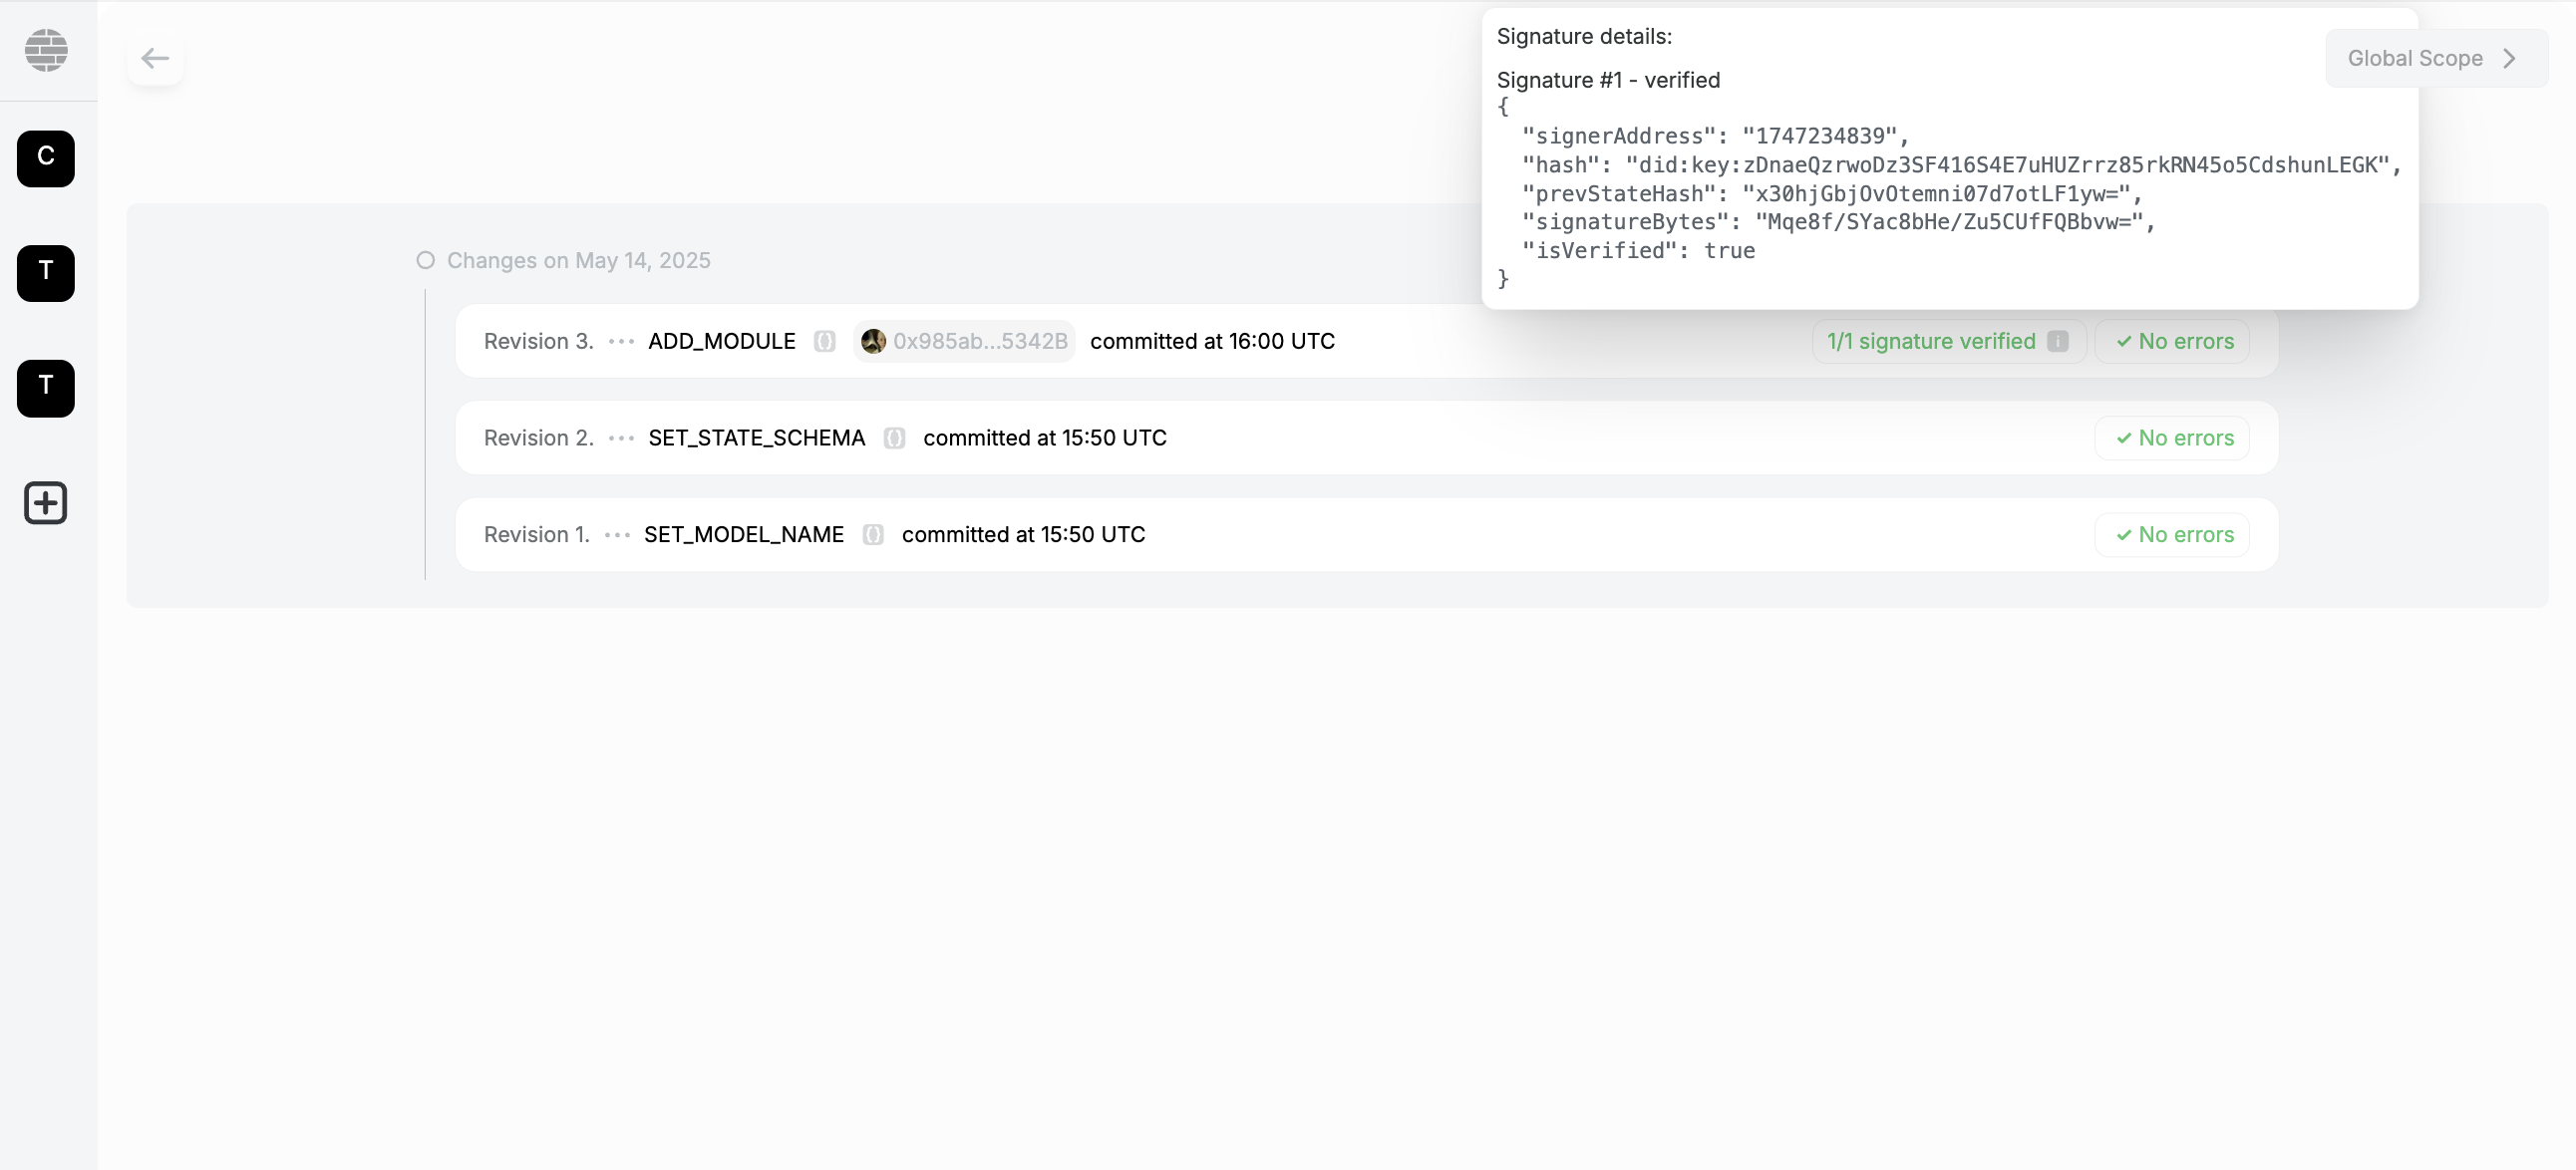 Signature details:
Signature #1 - verified
{
"signerAddress": "1747234839",
"hash": "did:key:zDnaeQzrwoDz3SF416S4E7uHUZrrz85rkRN45o5CdshunLEGK",
"prevStateHash": "x30hjGbjOvOtemni07d7otLF1yw=",
"signatureBytes": "Mqe8f/SYac8bHe/Zu5CUfFQBbvw=",
"isVerified": true
}
Global Scope
C
T
T
Changes on May 14, 2025
Revision 3. ••• ADD_MODULE 0x985ab...5342B committed at 16:00 UTC 1/1 signature verified i No errors
Revision 2. ••• SET_STATE_SCHEMA committed at 15:50 UTC No errors
Revision 1. ••• SET_MODEL_NAME committed at 15:50 UTC No errors